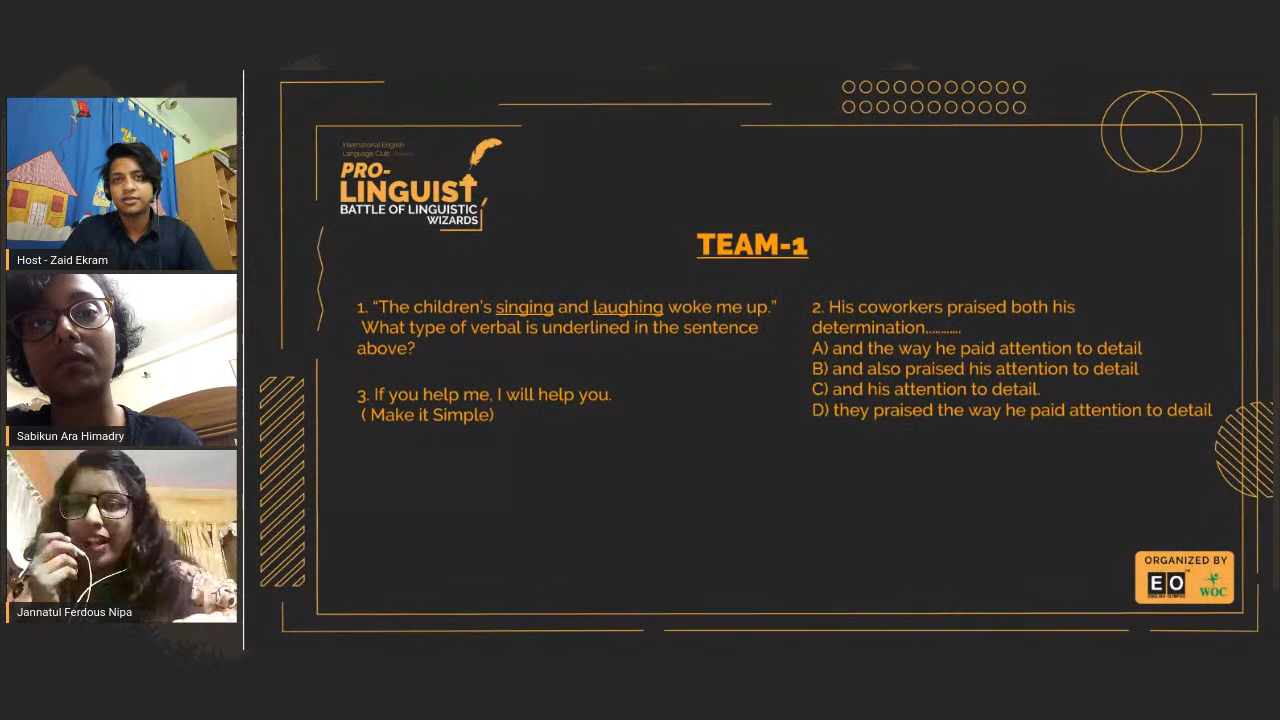 Host - Zaid Ekram
Sabikun Ara Himadry
Jannatul Ferdous Nipa
International English
Language Club
PRO-
LINGUIST
BATTLE OF LINGUISTIC
WIZARDS
TEAM-1
1. “The children's singing and laughing woke me up.”
What type of verbal is underlined in the sentence
above?
3. If you help me, I will help you.
( Make it Simple)
2. His coworkers praised both his
determination............
A) and the way he paid attention to detail
B) and also praised his attention to detail
C) and his attention to detail.
D) they praised the way he paid attention to detail
ORGANIZED BY
EO
WOC